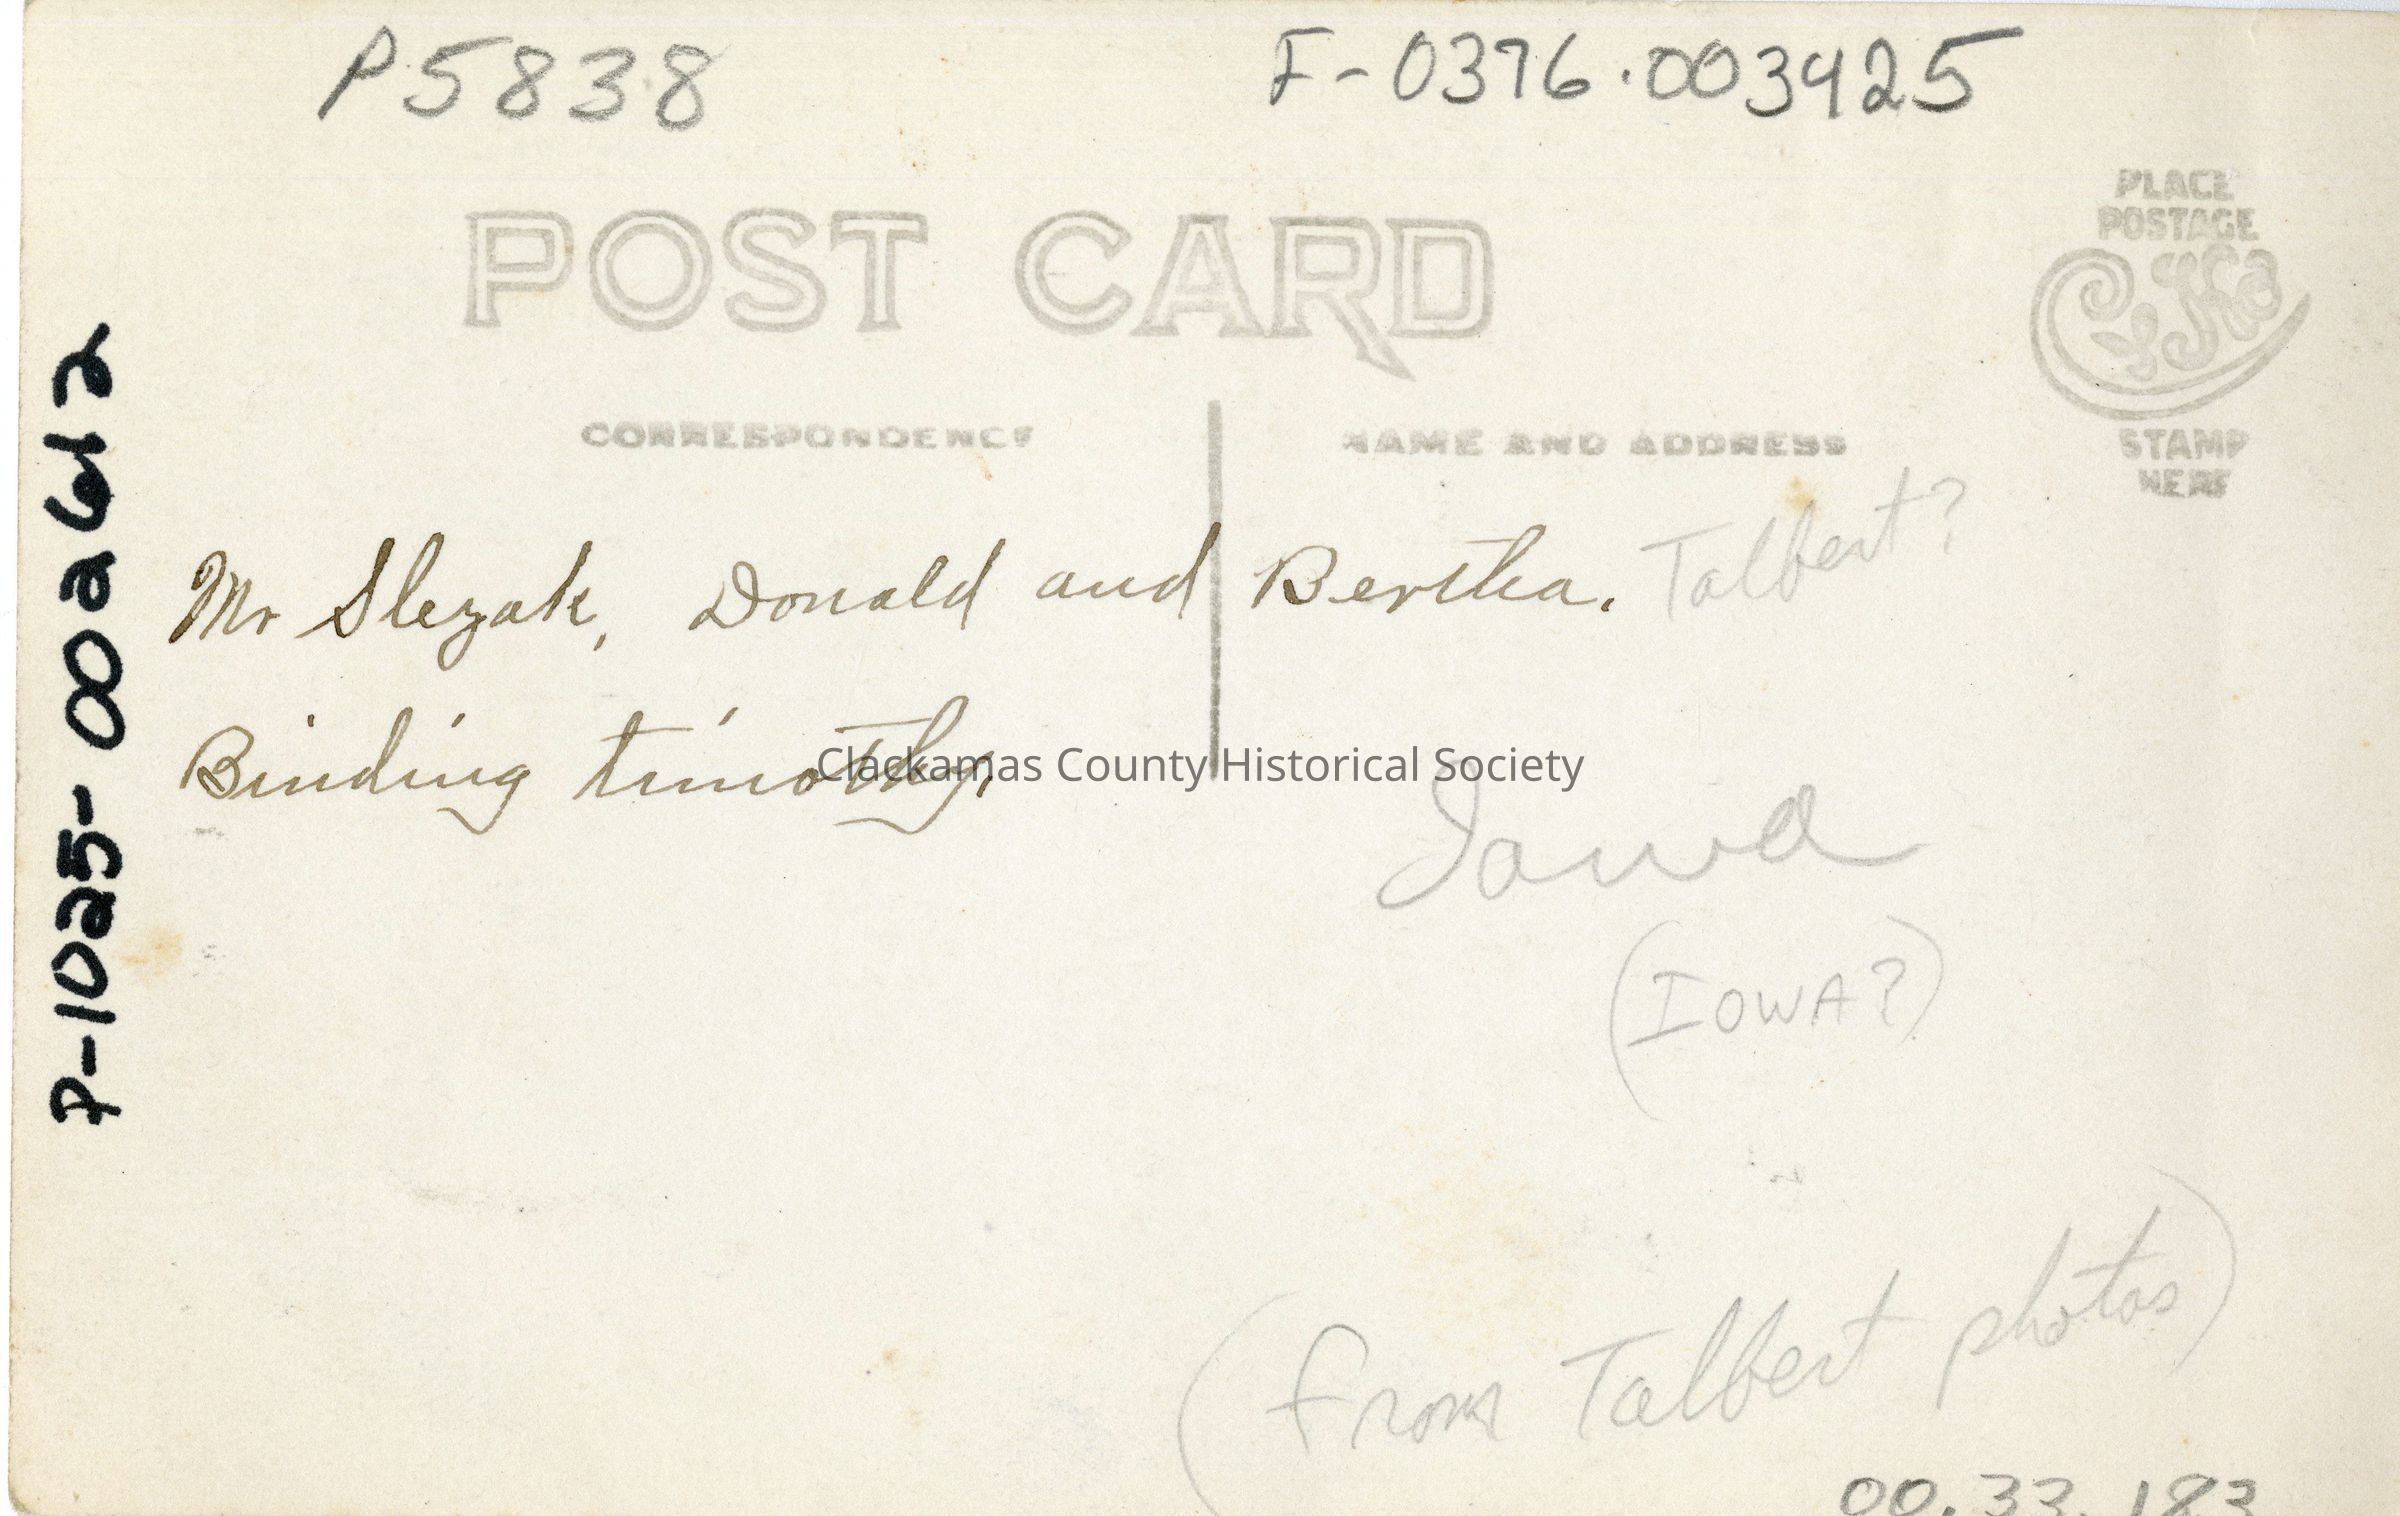 P5838
F-0376.003425
PLACE
POSTAGE
POST CARD
STAMP
HERE
CORRESPONDENCE
NAME AND ADDRESS
Mr Slezak, Donald and Bertha. Talbert?
Binding timothy.
Clackamas County Historical Society
Iowa
(IOWA?)
(from Talbert photos)
00.33.183
P-1025-00a612